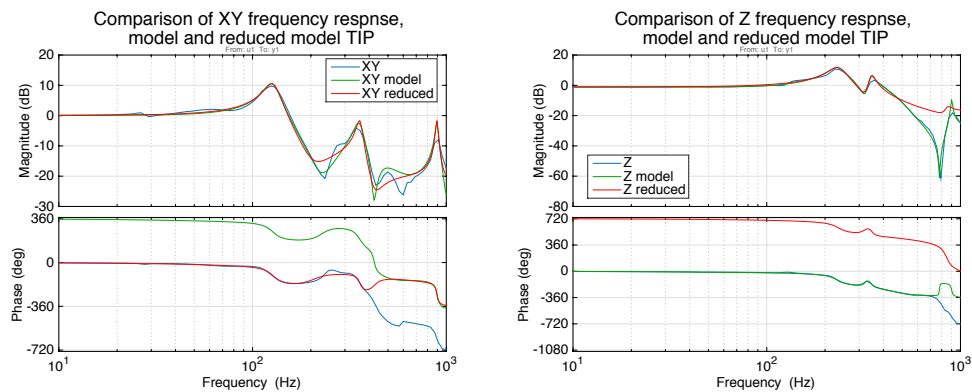 Comparison of XY frequency respnse,
model and reduced model TIP
From: u1 To: y1
20
10
0
-10
-20
-30
Magnitude (dB)
XY
XY model
XY reduced
360
0
-360
-720
Phase (deg)
10^1
10^2
10^3
Frequency (Hz)
Comparison of Z frequency respnse,
model and reduced model TIP
From: u1 To: y1
20
0
-20
-40
-60
-80
Magnitude (dB)
Z
Z model
Z reduced
720
360
0
-360
-720
-1080
Phase (deg)
10^1
10^2
10^3
Frequency (Hz)